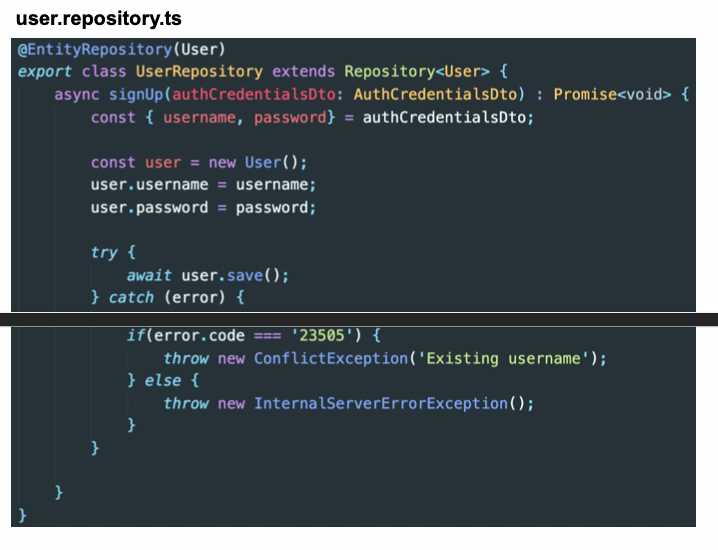 user.repository.ts
@EntityRepository(User)
export class UserRepository extends Repository<User> {
    async signUp(authCredentialsDto: AuthCredentialsDto) : Promise<void> {
        const { username, password} = authCredentialsDto;

        const user = new User();
        user.username = username;
        user.password = password;

        try {
            await user.save();
        } catch (error) {
            if(error.code === '23505') {
                throw new ConflictException('Existing username');
            } else {
                throw new InternalServerErrorException();
            }
        }

    }
}